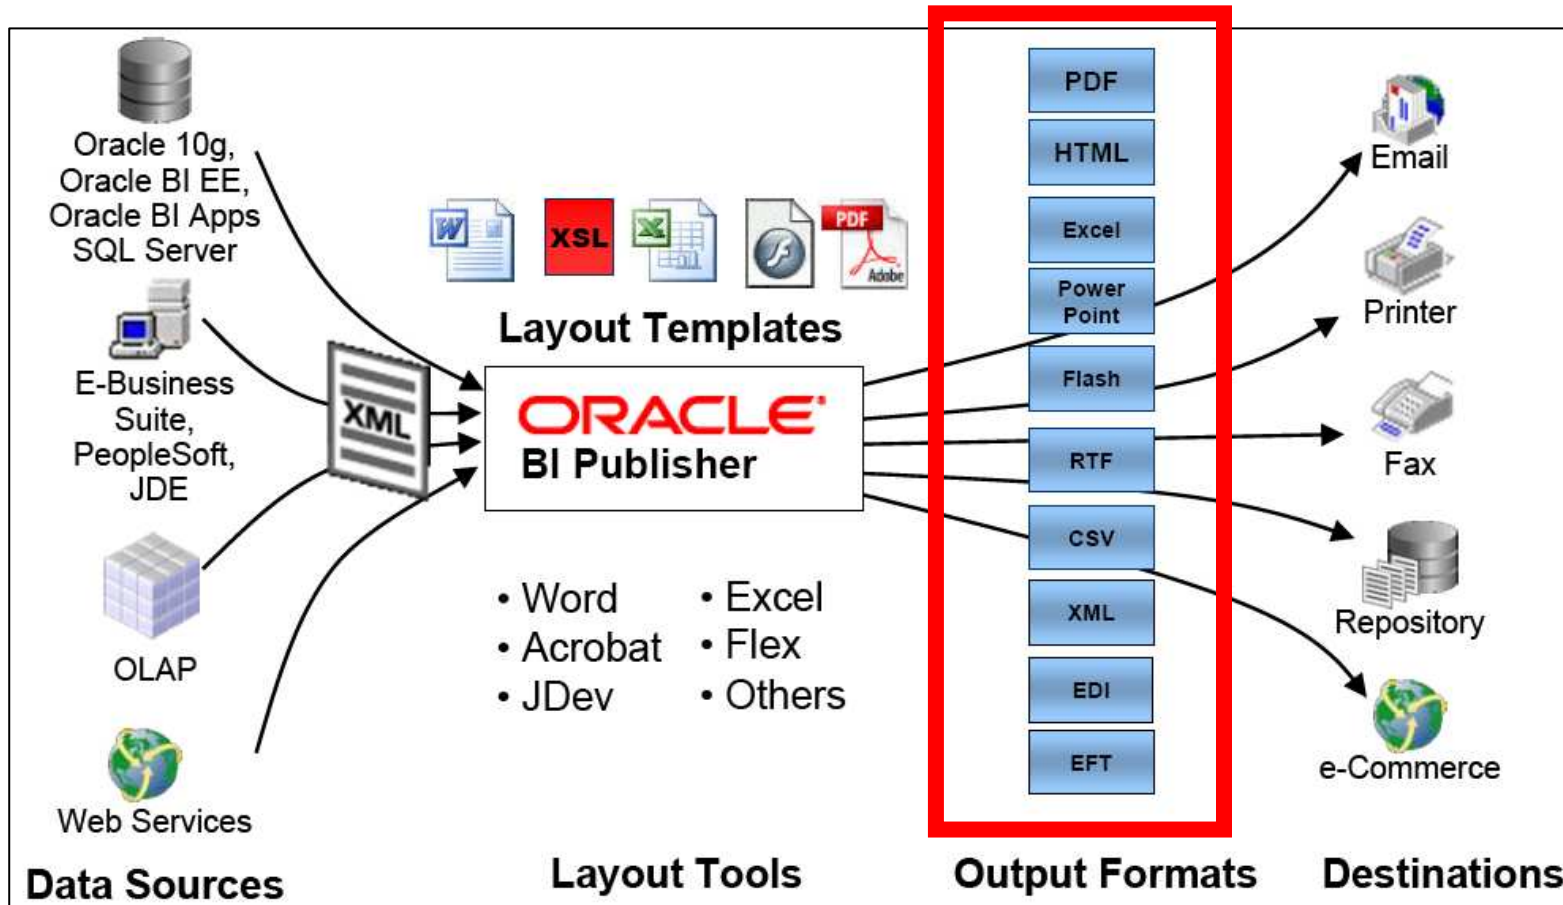 Oracle 10g,
Oracle BI EE,
Oracle BI Apps
SQL Server
E-Business
Suite,
PeopleSoft,
JDE
OLAP
Web Services
Data Sources
XML
W
XSL
X
PDF
Adobe
Layout Templates
ORACLE
BI Publisher
• Word
• Acrobat
• JDev
• Excel
• Flex
• Others
Layout Tools
PDF
HTML
Excel
Power
Point
Flash
RTF
CSV
XML
EDI
EFT
Output Formats
Email
Printer
Fax
Repository
e-Commerce
Destinations